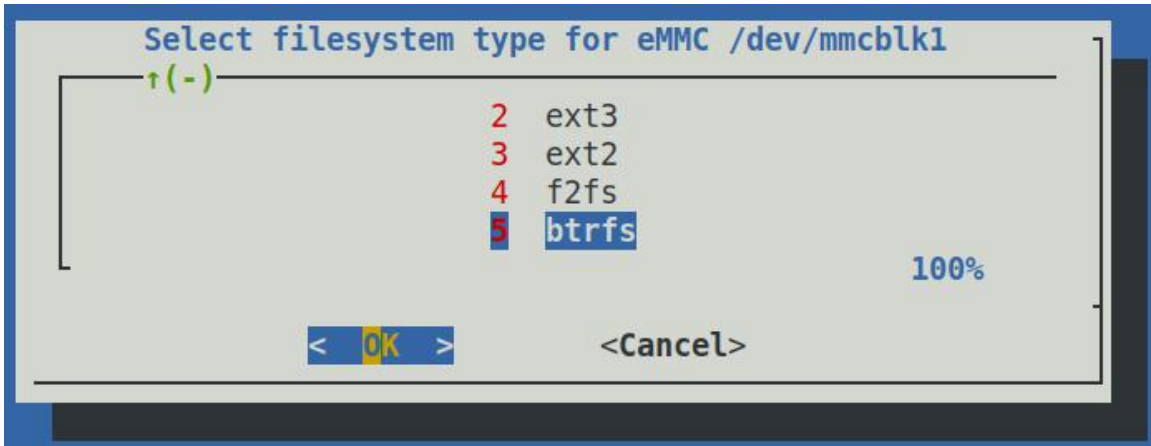 Select filesystem type for eMMC /dev/mmcblk1
↑(-)
2 ext3
3 ext2
4 f2fs
5 btrfs
100%
< OK > <Cancel>